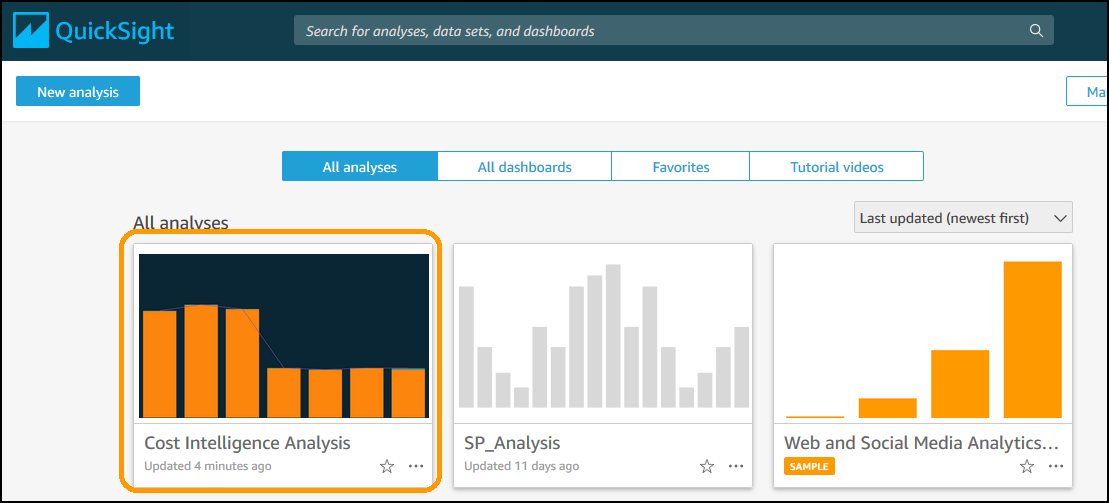 QuickSight
Search for analyses, data sets, and dashboards
New analysis
Ma
All analyses
All dashboards
Favorites
Tutorial videos
All analyses
Last updated (newest first)
Cost Intelligence Analysis
Updated 4 minutes ago
SP_Analysis
Updated 11 days ago
Web and Social Media Analytics…
SAMPLE